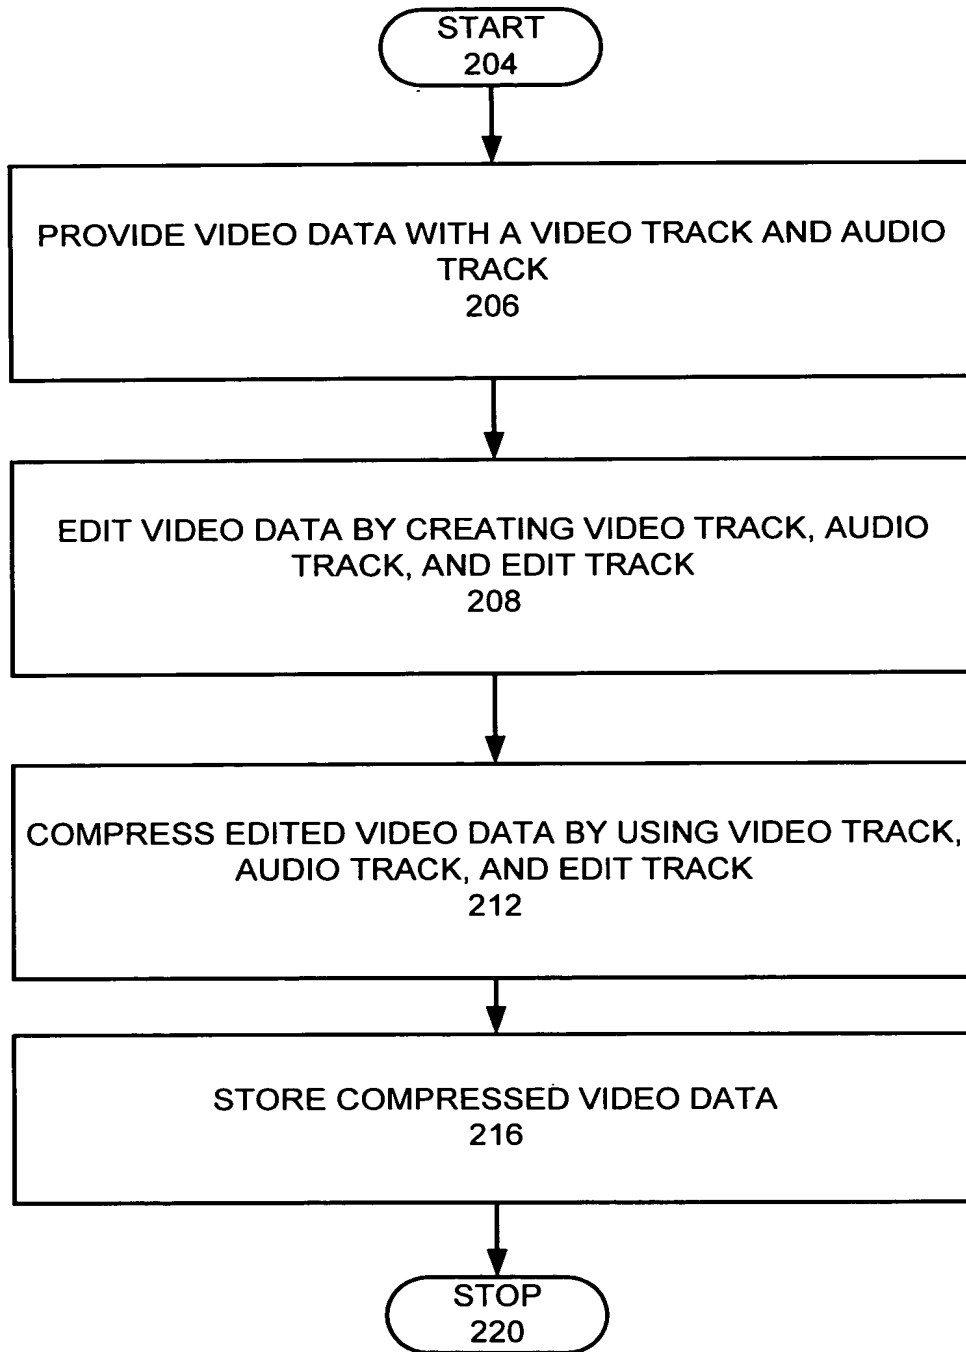 START
204
PROVIDE VIDEO DATA WITH A VIDEO TRACK AND AUDIO
TRACK
206
EDIT VIDEO DATA BY CREATING VIDEO TRACK, AUDIO
TRACK, AND EDIT TRACK
208
COMPRESS EDITED VIDEO DATA BY USING VIDEO TRACK,
AUDIO TRACK, AND EDIT TRACK
212
STORE COMPRESSED VIDEO DATA
216
STOP
220